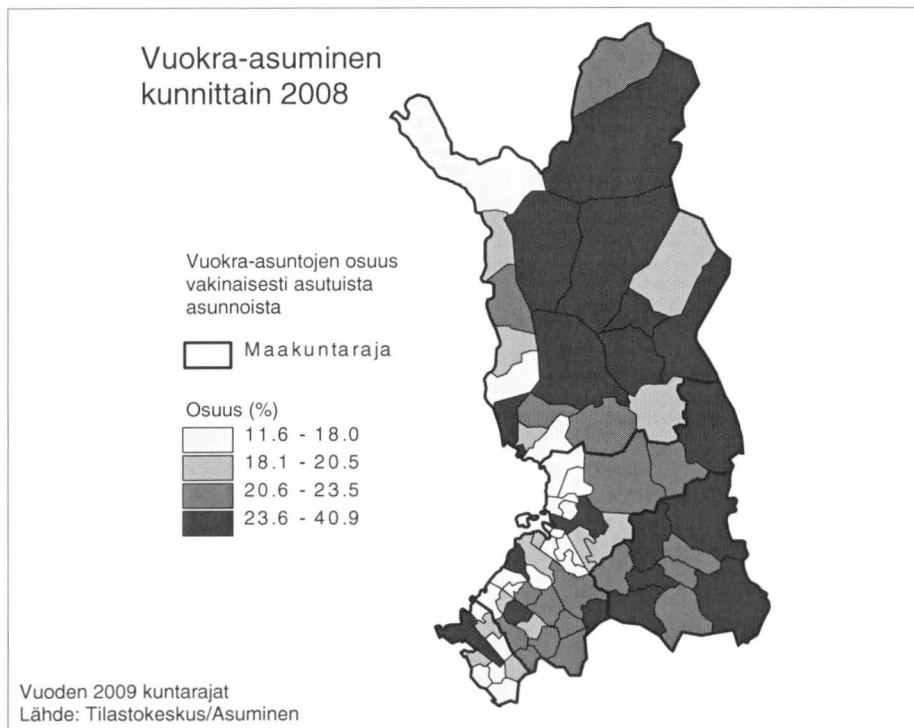 Vuokra-asuminen
kunnittain 2008
Vuokra-asuntojen osuus
vakinaisesti asutuista
asunnoista
Maakuntaraja
Osuus (%)
11.6 - 18.0
18.1 - 20.5
20.6 - 23.5
23.6 - 40.9
Vuoden 2009 kuntarajat
Lähde: Tilastokeskus/Asuminen